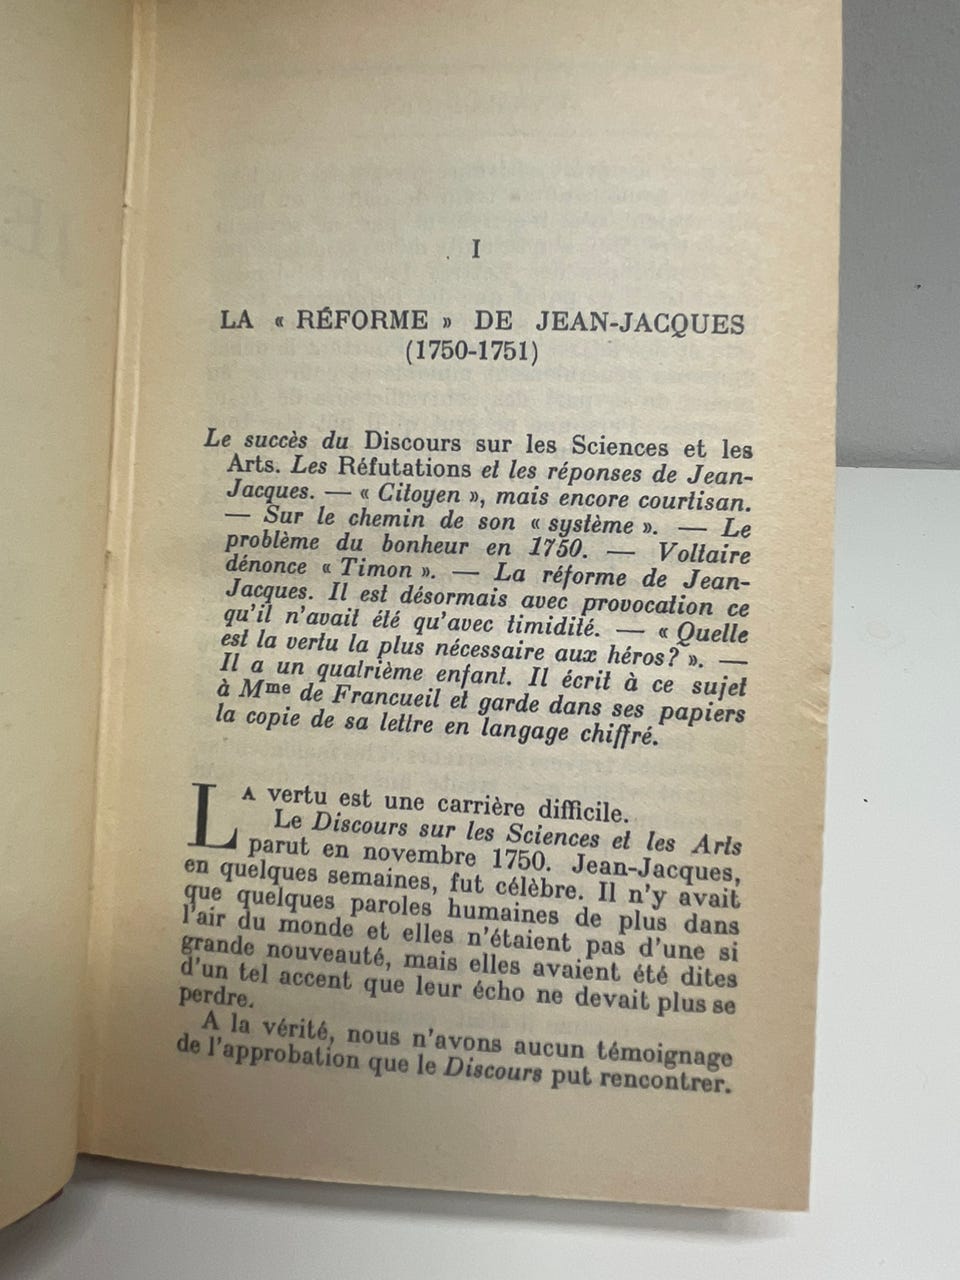 I
LA « RÉFORME » DE JEAN-JACQUES
(1750-1751)
Le succès du Discours sur les Sciences et les
Arts. Les Réfutations et les réponses de Jean-
Jacques. — « Citoyen », mais encore courtisan.
— Sur le chemin de son « système ». — Le
problème du bonheur en 1750. — Voltaire
dénonce « Timon ». — La réforme de Jean-
Jacques. Il est désormais avec provocation ce
qu'il n'avait été qu'avec timidité. — « Quelle
est la vertu la plus nécessaire aux héros? ». —
Il a un quatrième enfant. Il écrit à ce sujet
à Mme de Francueil et garde dans ses papiers
la copie de sa lettre en langage chiffré.
LA vertu est une carrière difficile.
Le Discours sur les Sciences et les Arts
parut en novembre 1750. Jean-Jacques,
en quelques semaines, fut célèbre. Il n'y avait
que quelques paroles humaines de plus dans
l'air du monde et elles n'étaient pas d'une si
grande nouveauté, mais elles avaient été dites
d'un tel accent que leur écho ne devait plus se
perdre.
A la vérité, nous n'avons aucun témoignage
de l'approbation que le Discours put rencontrer.